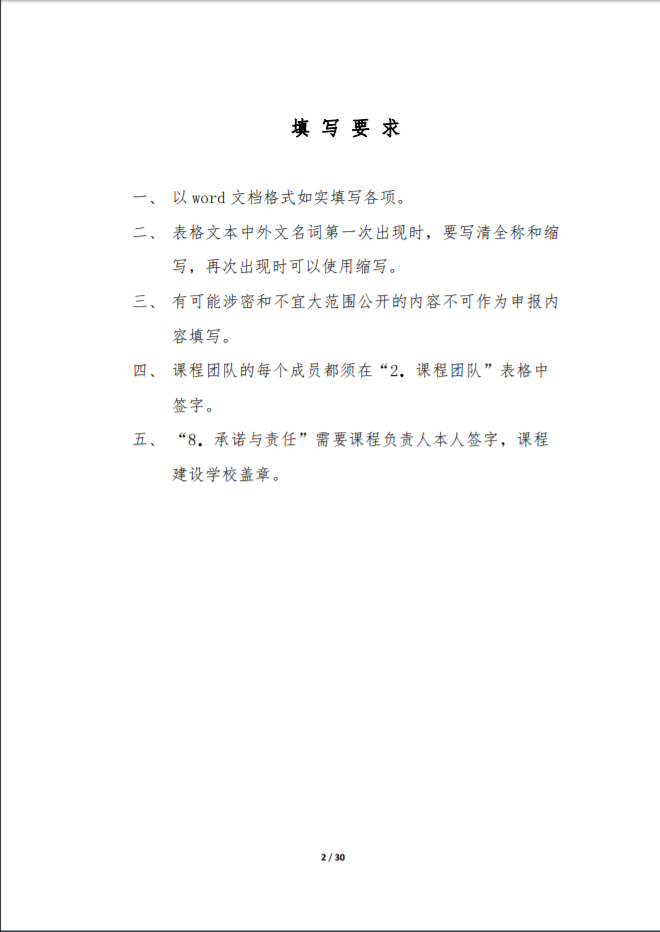 填 写 要 求
一、 以 word 文档格式如实填写各项。
二、 表格文本中外文名词第一次出现时，要写清全称和缩
写，再次出现时可以使用缩写。
三、 有可能涉密和不宜大范围公开的内容不可作为申报内
容填写。
四、 课程团队的每个成员都须在“2. 课程团队”表格中
签字。
五、 “8. 承诺与责任”需要课程负责人本人签字，课程
建设学校盖章。
2 / 30